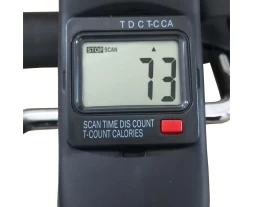 T D C T-C CA
STOP SCAN
73
SCAN TIME DIS COUNT
T-COUNT CALORIES